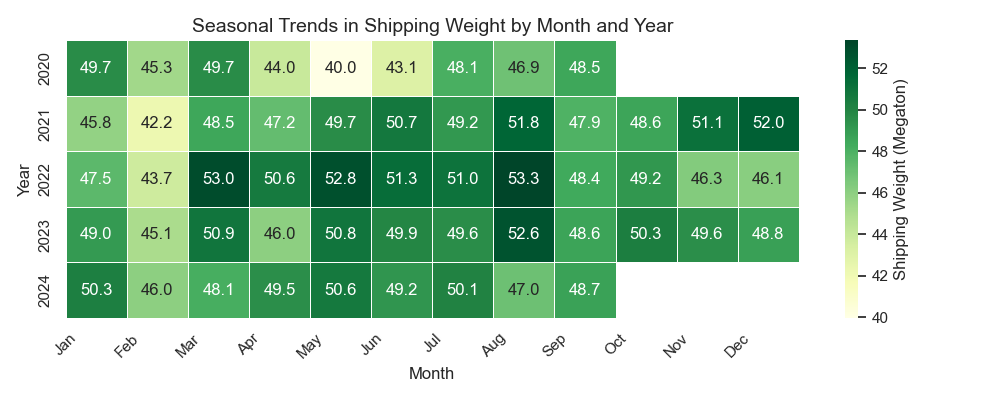 Seasonal Trends in Shipping Weight by Month and Year
2020 49.7 45.3 49.7 44.0 40.0 43.1 48.1 46.9 48.5
2021 45.8 42.2 48.5 47.2 49.7 50.7 49.2 51.8 47.9 48.6 51.1 52.0
2022 47.5 43.7 53.0 50.6 52.8 51.3 51.0 53.3 48.4 49.2 46.3 46.1
2023 49.0 45.1 50.9 46.0 50.8 49.9 49.6 52.6 48.6 50.3 49.6 48.8
2024 50.3 46.0 48.1 49.5 50.6 49.2 50.1 47.0 48.7
Year
Jan Feb Mar Apr May Jun Jul Aug Sep Oct Nov Dec
Month
52
50
48
46
44
42
40
Shipping Weight (Megaton)